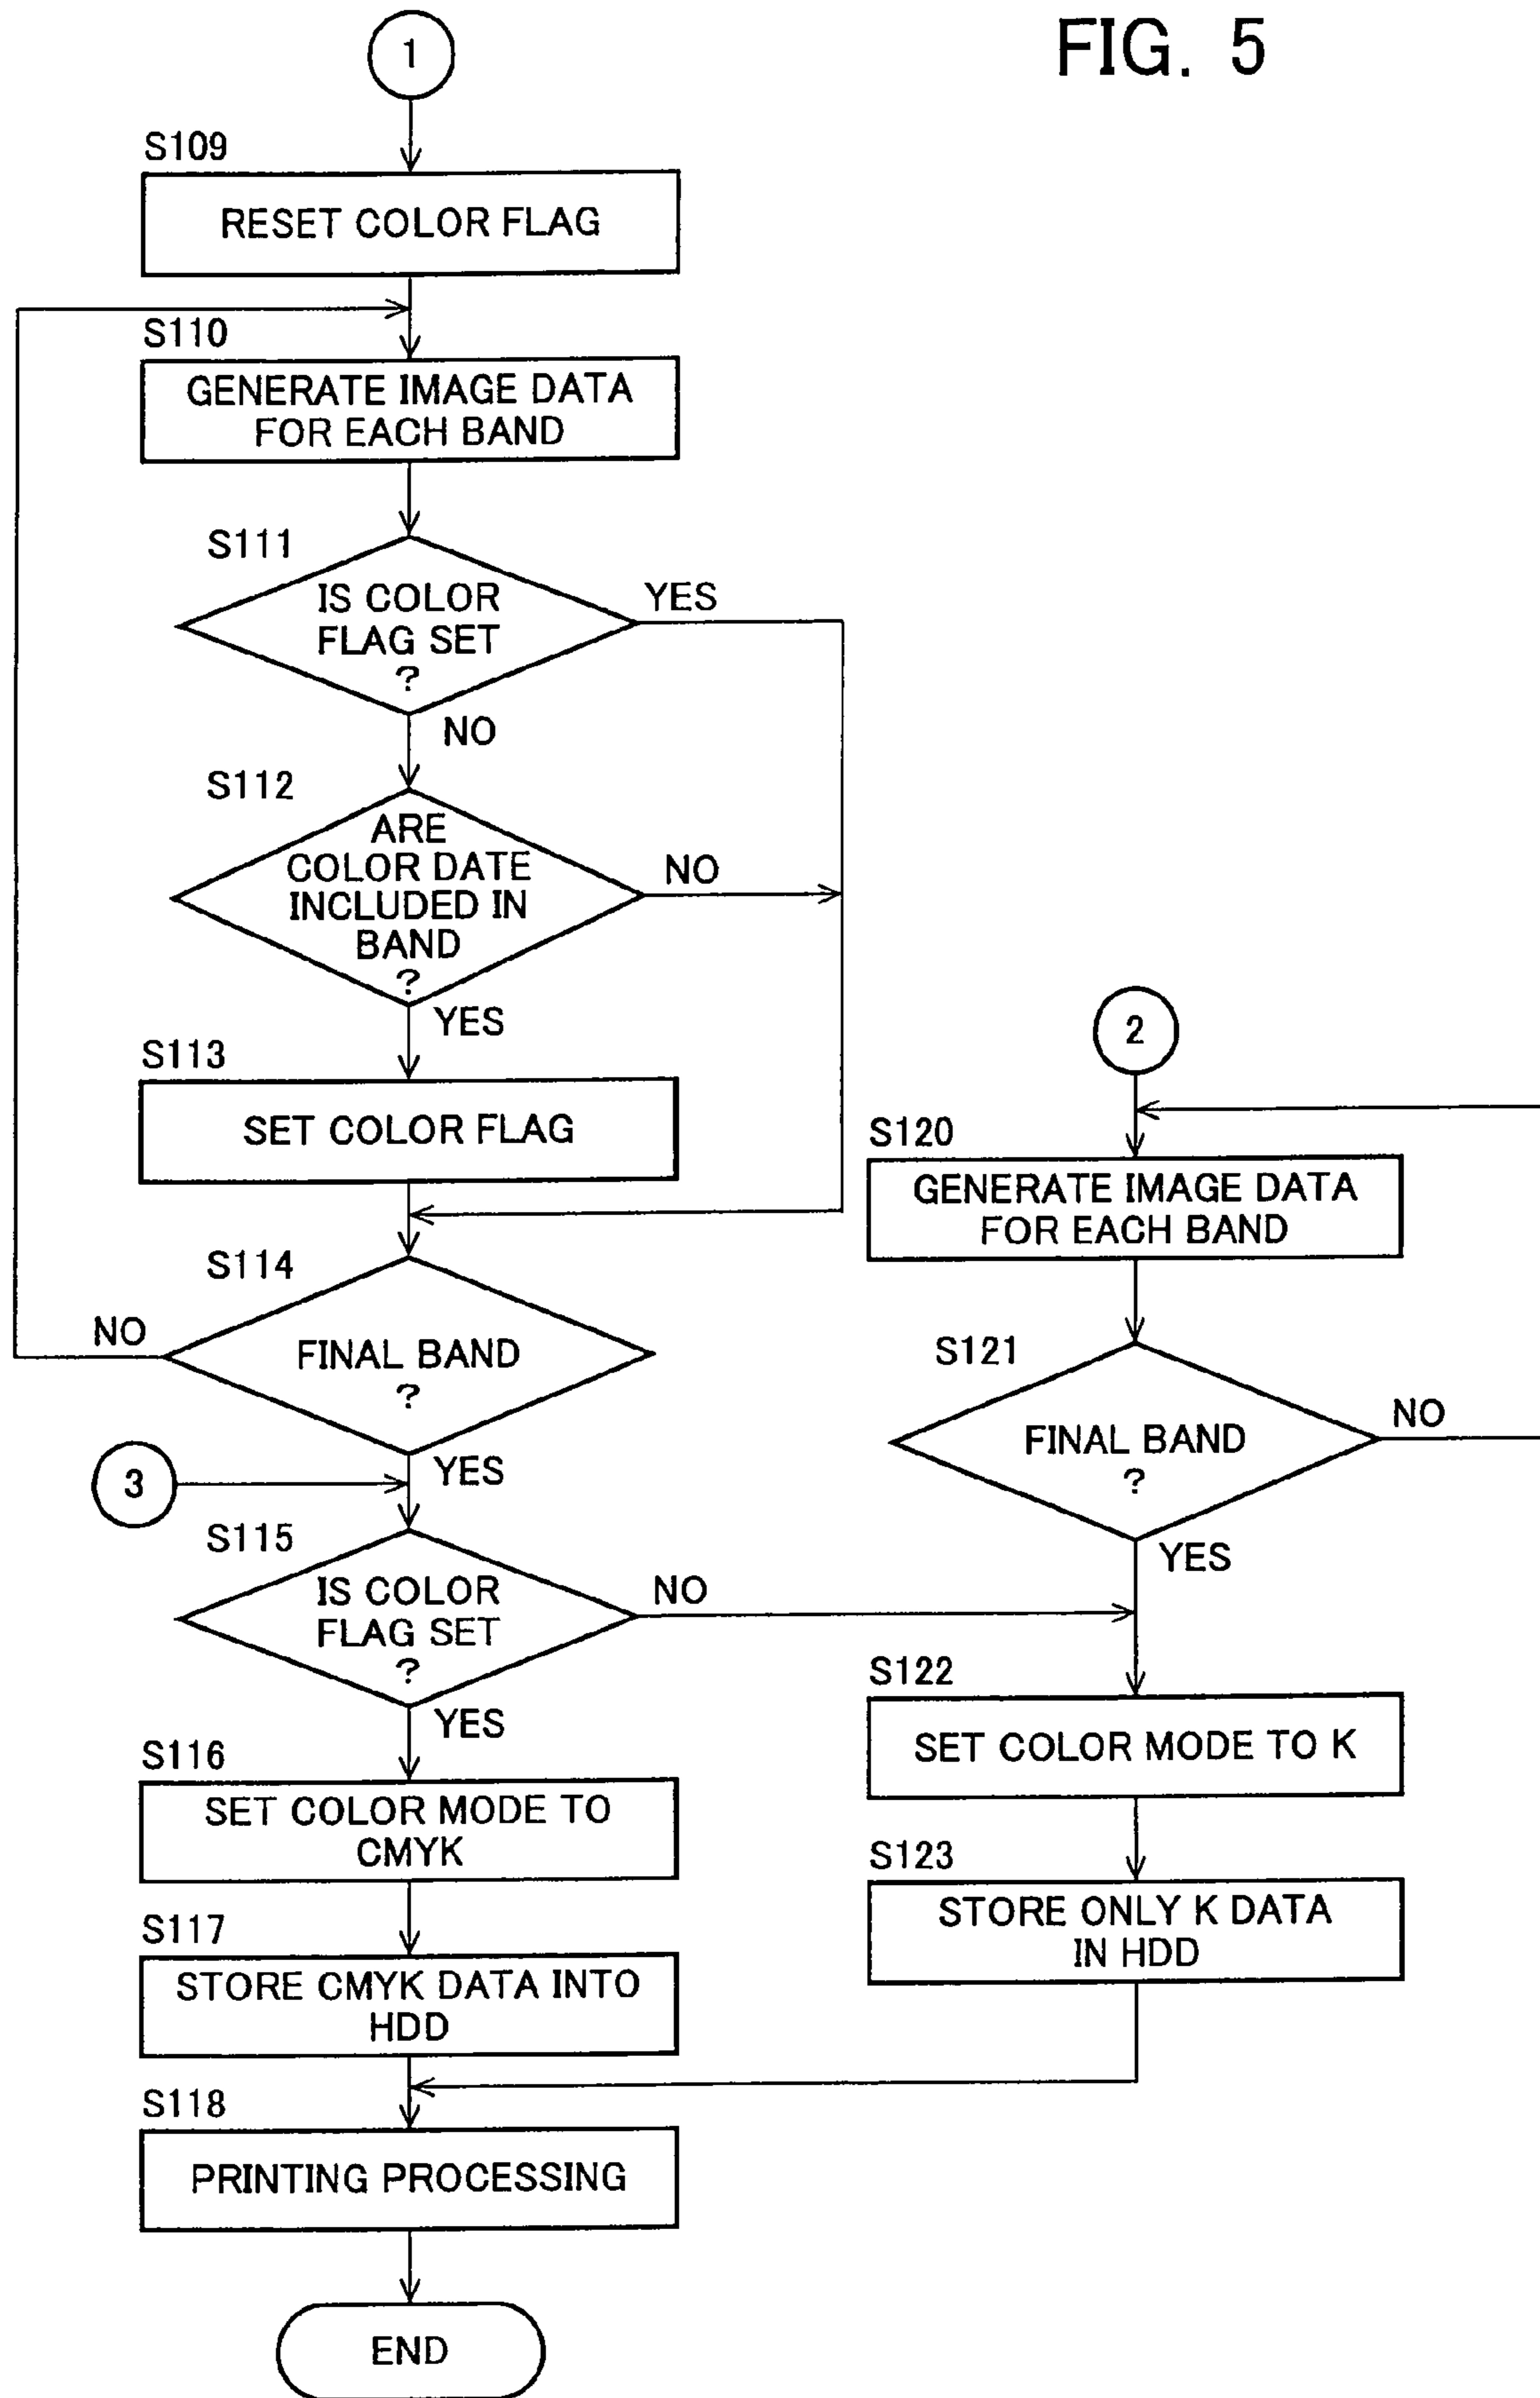 FIG. 5
1
S109
RESET COLOR FLAG
S110
GENERATE IMAGE DATA
FOR EACH BAND
S111
IS COLOR
FLAG SET
?
YES
NO
S112
ARE
COLOR DATE
INCLUDED IN
BAND
?
NO
YES
S113
SET COLOR FLAG
S114
FINAL BAND
?
NO
YES
3
S115
IS COLOR
FLAG SET
?
NO
YES
S116
SET COLOR MODE TO
CMYK
S117
STORE CMYK DATA INTO
HDD
S118
PRINTING PROCESSING
END
2
S120
GENERATE IMAGE DATA
FOR EACH BAND
S121
FINAL BAND
?
NO
YES
S122
SET COLOR MODE TO K
S123
STORE ONLY K DATA
IN HDD